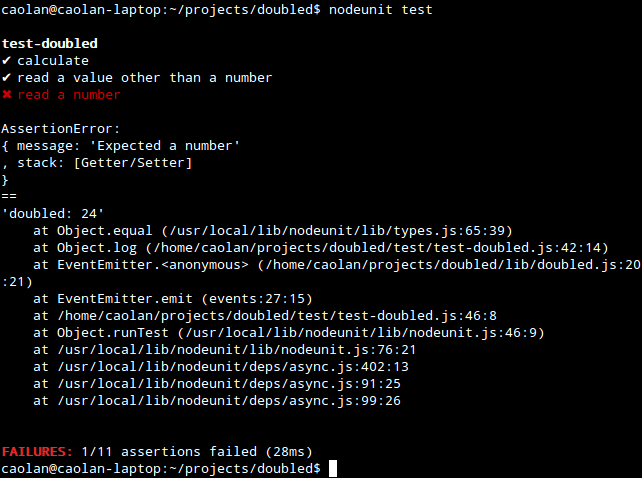 caolan@caolan-laptop:~/projects/doubled$ nodeunit test
test-doubled
✔ calculate
✔ read a value other than a number
✖ read a number
AssertionError:
{ message: 'Expected a number'
, stack: [Getter/Setter]
}
==
'doubled: 24'
    at Object.equal (/usr/local/lib/nodeunit/lib/types.js:65:39)
    at Object.log (/home/caolan/projects/doubled/test/test-doubled.js:42:14)
    at EventEmitter.<anonymous> (/home/caolan/projects/doubled/lib/doubled.js:20
:21)
    at EventEmitter.emit (events:27:15)
    at /home/caolan/projects/doubled/test/test-doubled.js:46:8
    at Object.runTest (/usr/local/lib/nodeunit/lib/nodeunit.js:46:9)
    at /usr/local/lib/nodeunit/lib/nodeunit.js:76:21
    at /usr/local/lib/nodeunit/deps/async.js:402:13
    at /usr/local/lib/nodeunit/deps/async.js:91:25
    at /usr/local/lib/nodeunit/deps/async.js:99:26
FAILURES: 1/11 assertions failed (28ms)
caolan@caolan-laptop:~/projects/doubled$